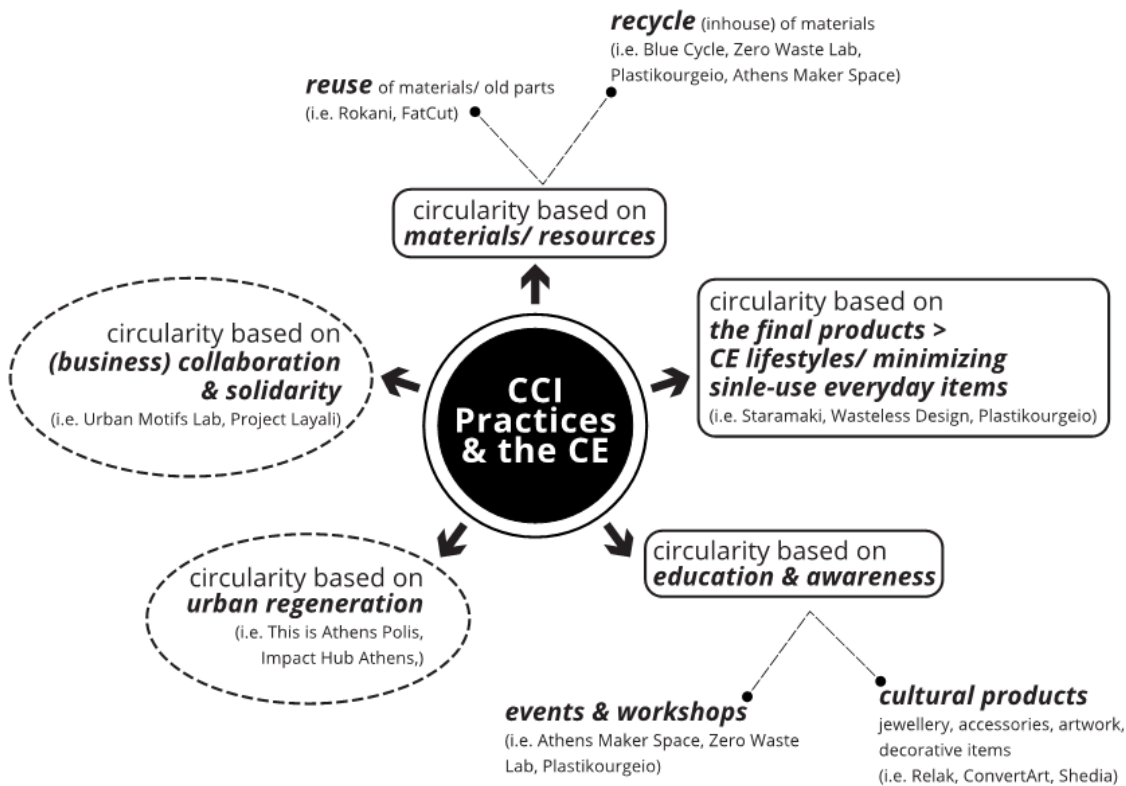 recycle (inhouse) of materials
(i.e. Blue Cycle, Zero Waste Lab,
Plastikourgeio, Athens Maker Space)
reuse of materials/ old parts
(i.e. Rokani, FatCut)
circularity based on
materials/ resources
circularity based on
(business) collaboration
& solidarity
(i.e. Urban Motifs Lab, Project Layali)
circularity based on
the final products >
CE lifestyles/ minimizing
sinle-use everyday items
(i.e. Staramaki, Wasteless Design, Plastikourgeio)
CCI
Practices
& the CE
circularity based on
urban regeneration
(i.e. This is Athens Polis,
Impact Hub Athens,)
circularity based on
education & awareness
events & workshops
(i.e. Athens Maker Space, Zero Waste
Lab, Plastikourgeio)
cultural products
jewellery, accessories, artwork,
decorative items
(i.e. Relak, ConvertArt, Shedia)